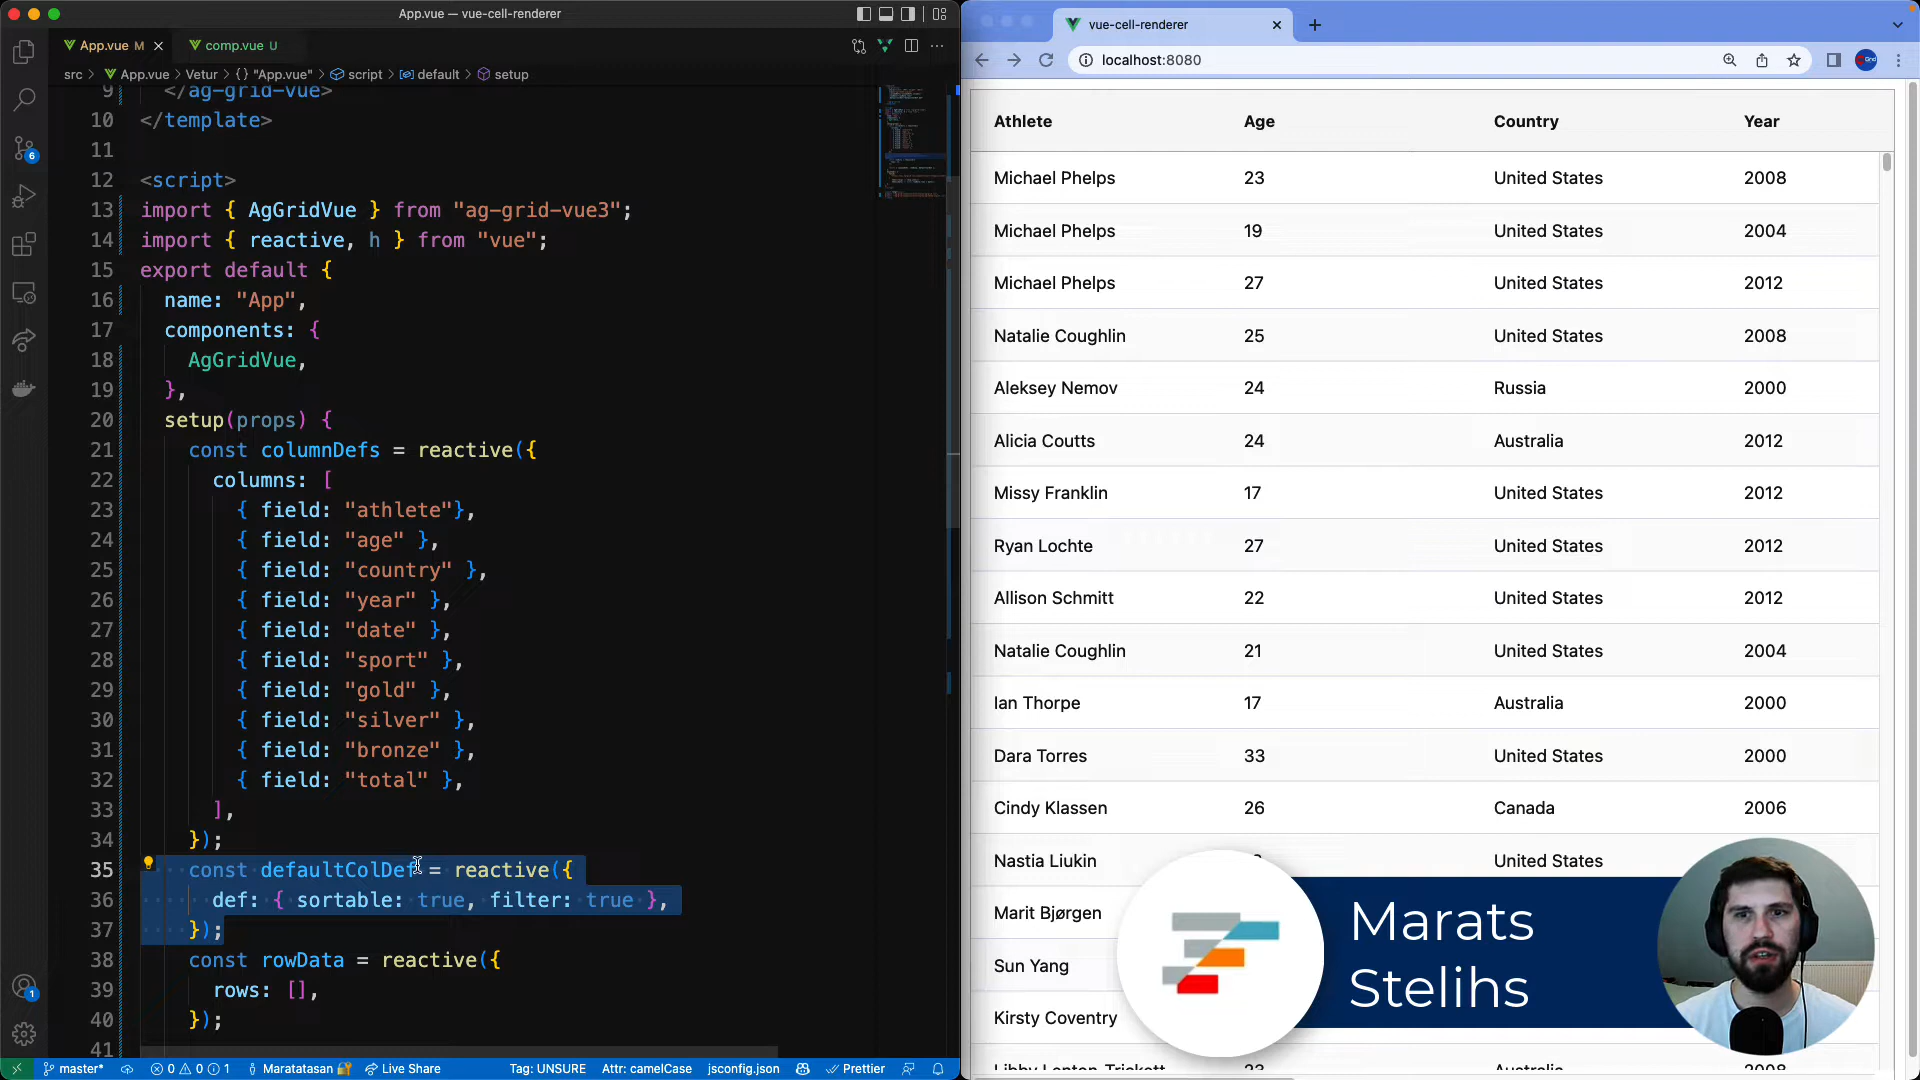 App.vue — vue-cell-renderer
App.vue M
comp.vue U
src > App.vue > Vetur > {} "App.vue" > script > default > setup
9 </ag-grid-vue>
10 </template>
11
12 <script>
13 import { AgGridVue } from "ag-grid-vue3";
14 import { reactive, h } from "vue";
15 export default {
16 name: "App",
17 components: {
18 AgGridVue,
19 },
20 setup(props) {
21 const columnDefs = reactive({
22 columns: [
23 { field: "athlete"},
24 { field: "age" },
25 { field: "country" },
26 { field: "year" },
27 { field: "date" },
28 { field: "sport" },
29 { field: "gold" },
30 { field: "silver" },
31 { field: "bronze" },
32 { field: "total" },
33 ],
34 });
35 const defaultColDef = reactive({
36 def: { sortable: true, filter: true },
37 });
38 const rowData = reactive({
39 rows: [],
40 });
41
6
1
master* 0 0 1 Maratatasan Live Share Tag: UNSURE Attr: camelCase jsconfig.json Prettier
vue-cell-renderer
localhost:8080
Athlete Age Country Year
Michael Phelps 23 United States 2008
Michael Phelps 19 United States 2004
Michael Phelps 27 United States 2012
Natalie Coughlin 25 United States 2008
Aleksey Nemov 24 Russia 2000
Alicia Coutts 24 Australia 2012
Missy Franklin 17 United States 2012
Ryan Lochte 27 United States 2012
Allison Schmitt 22 United States 2012
Natalie Coughlin 21 United States 2004
Ian Thorpe 17 Australia 2000
Dara Torres 33 United States 2000
Cindy Klassen 26 Canada 2006
Nastia Liukin United States
Marit Bjørgen
Sun Yang
Kirsty Coventry
Marats
Stelihs